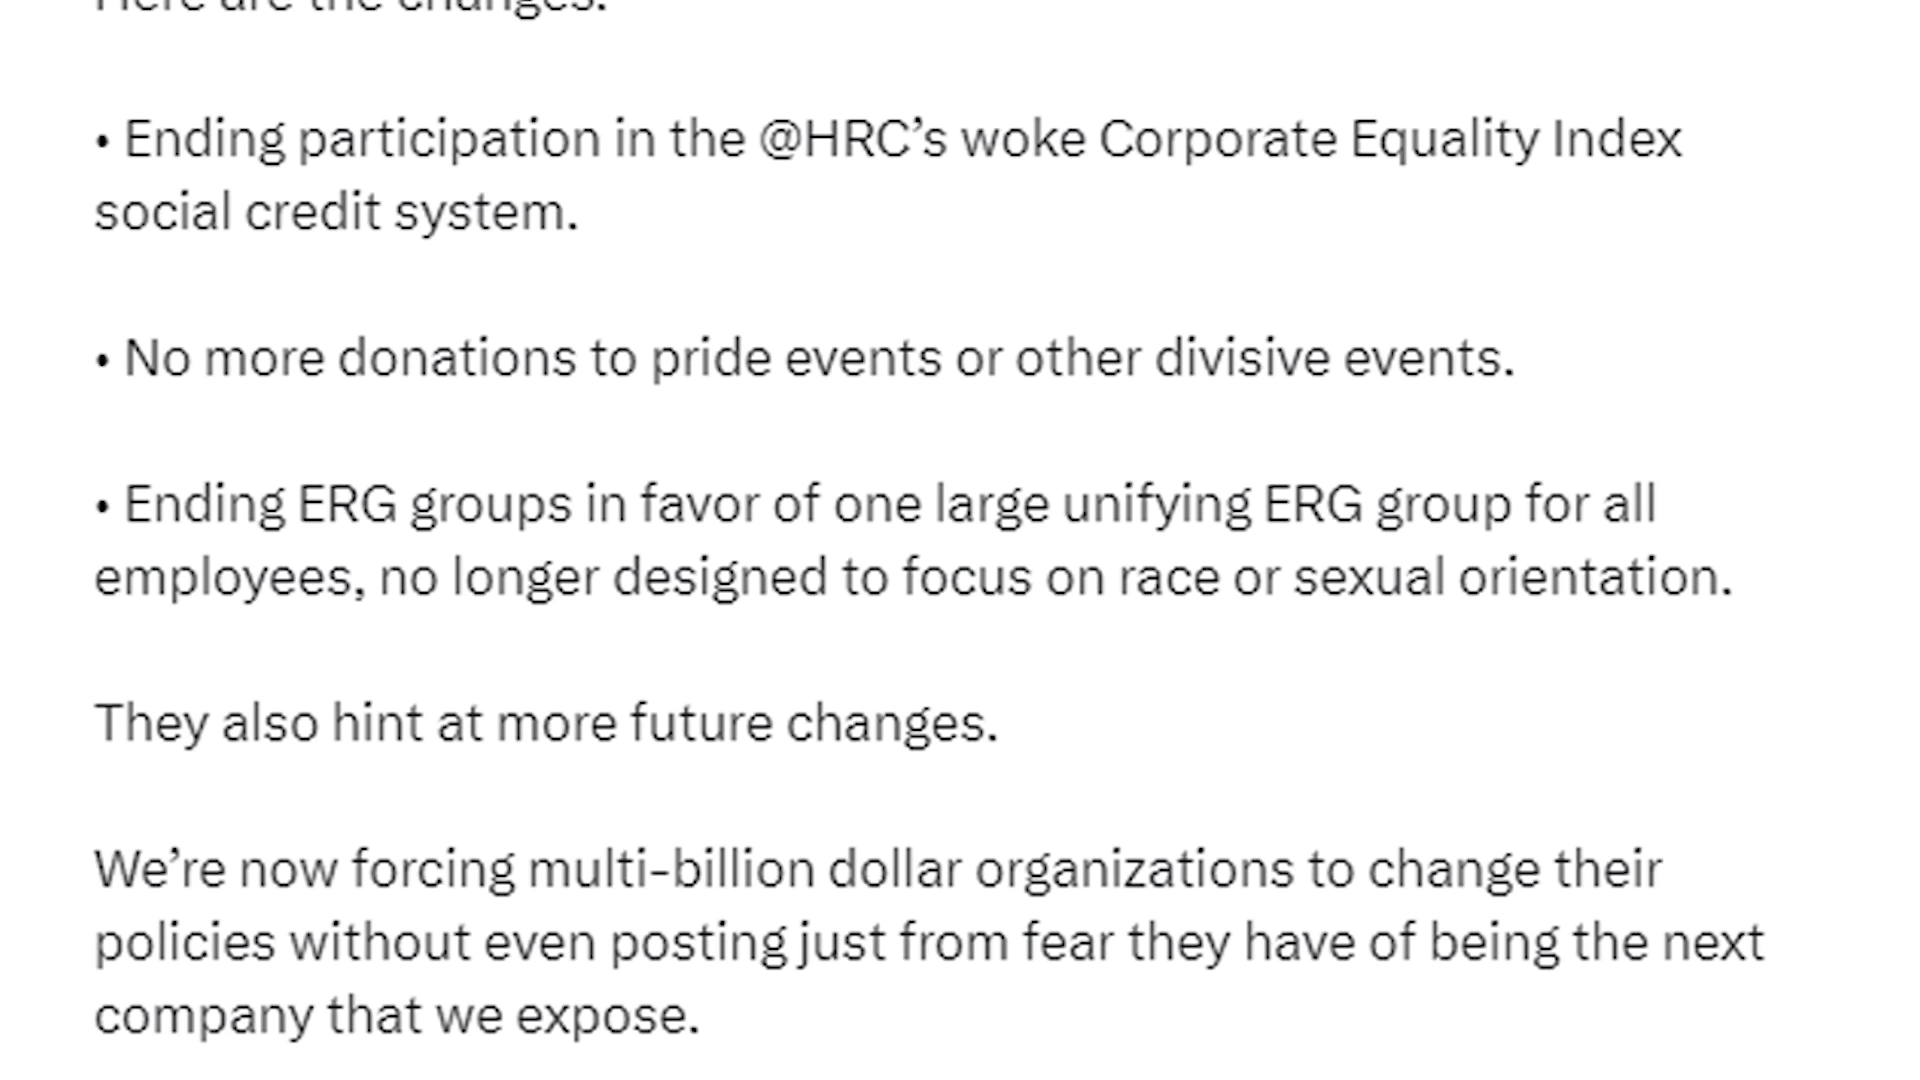 Here are the changes:
• Ending participation in the @HRC’s woke Corporate Equality Index
social credit system.
• No more donations to pride events or other divisive events.
• Ending ERG groups in favor of one large unifying ERG group for all
employees, no longer designed to focus on race or sexual orientation.
They also hint at more future changes.
We’re now forcing multi-billion dollar organizations to change their
policies without even posting just from fear they have of being the next
company that we expose.